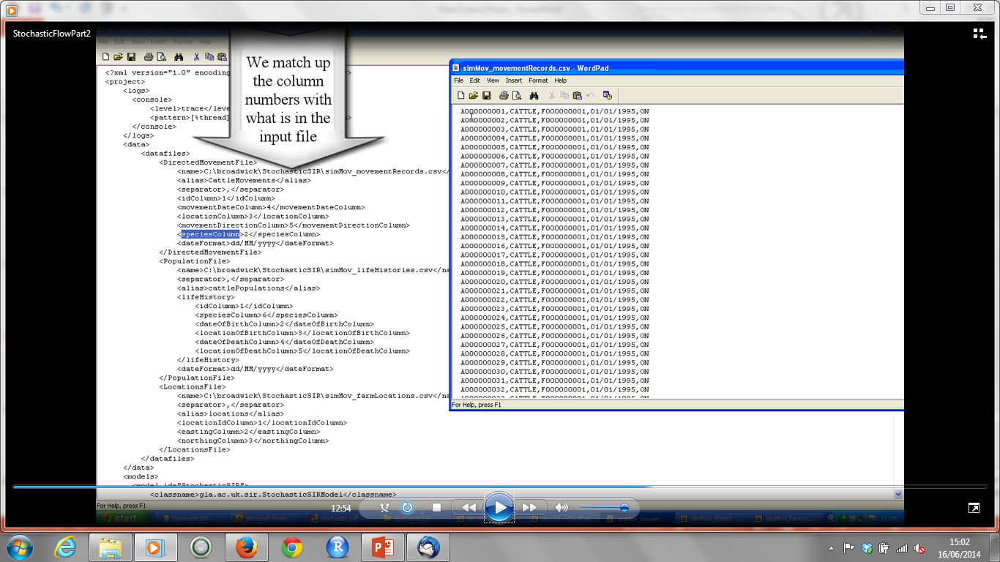 StochasticFlowPart2
File Edit View Insert Format Help
We match up
the column
numbers with
what is in the
input file
<?xml version="1.0" encoding
<project>
<logs>
<console>
<level>trace</leve
<pattern>[%thread]
</console>
</logs>
<data>
<datafiles>
<DirectedMovementFile>
<name>C:\broadwick\StochasticSIR\simMov_movementRecords.csv</
<alias>CattleMovements</alias>
<separator>,</separator>
<idColumn>1</idColumn>
<movementDateColumn>4</movementDateColumn>
<locationColumn>3</locationColumn>
<movementDirectionColumn>5</movementDirectionColumn>
<speciesColumn>2</speciesColumn>
<dateFormat>dd/MM/yyyy</dateFormat>
</DirectedMovementFile>
<PopulationFile>
<name>C:\broadwick\StochasticSIR\simMov_lifeHistories.csv</na
<separator>,</separator>
<alias>cattlePopulations</alias>
<lifeHistory>
<idColumn>1</idColumn>
<speciesColumn>6</speciesColumn>
<dateOfBirthColumn>2</dateOfBirthColumn>
<locationOfBirthColumn>3</locationOfBirthColumn>
<dateOfDeathColumn>4</dateOfDeathColumn>
<locationOfDeathColumn>5</locationOfDeathColumn>
</lifeHistory>
<dateFormat>dd/MM/yyyy</dateFormat>
</PopulationFile>
<LocationsFile>
<name>C:\broadwick\StochasticSIR\simMov_farmLocations.csv</na
<separator>,</separator>
<alias>locations</alias>
<locationIdColumn>1</locationIdColumn>
<eastingColumn>2</eastingColumn>
<northingColumn>3</northingColumn>
</LocationsFile>
</datafiles>
</data>
<models>
<model id="StochasticSIR">
<classname>gla.ac.uk.sir.StochasticSIRModel</classname>
For Help, press F1
simMov_movementRecords.csv - WordPad
File Edit View Insert Format Help
A000000001,CATTLE,F000000001,01/01/1995,ON
A000000002,CATTLE,F000000001,01/01/1995,ON
A000000003,CATTLE,F000000001,01/01/1995,ON
A000000004,CATTLE,F000000001,01/01/1995,ON
A000000005,CATTLE,F000000001,01/01/1995,ON
A000000006,CATTLE,F000000001,01/01/1995,ON
A000000007,CATTLE,F000000001,01/01/1995,ON
A000000008,CATTLE,F000000001,01/01/1995,ON
A000000009,CATTLE,F000000001,01/01/1995,ON
A000000010,CATTLE,F000000001,01/01/1995,ON
A000000011,CATTLE,F000000001,01/01/1995,ON
A000000012,CATTLE,F000000001,01/01/1995,ON
A000000013,CATTLE,F000000001,01/01/1995,ON
A000000014,CATTLE,F000000001,01/01/1995,ON
A000000015,CATTLE,F000000001,01/01/1995,ON
A000000016,CATTLE,F000000001,01/01/1995,ON
A000000017,CATTLE,F000000001,01/01/1995,ON
A000000018,CATTLE,F000000001,01/01/1995,ON
A000000019,CATTLE,F000000001,01/01/1995,ON
A000000020,CATTLE,F000000001,01/01/1995,ON
A000000021,CATTLE,F000000001,01/01/1995,ON
A000000022,CATTLE,F000000001,01/01/1995,ON
A000000023,CATTLE,F000000001,01/01/1995,ON
A000000024,CATTLE,F000000001,01/01/1995,ON
A000000025,CATTLE,F000000001,01/01/1995,ON
A000000026,CATTLE,F000000001,01/01/1995,ON
A000000027,CATTLE,F000000001,01/01/1995,ON
A000000028,CATTLE,F000000001,01/01/1995,ON
A000000029,CATTLE,F000000001,01/01/1995,ON
A000000030,CATTLE,F000000001,01/01/1995,ON
A000000031,CATTLE,F000000001,01/01/1995,ON
A000000032,CATTLE,F000000001,01/01/1995,ON
For Help, press F1
12:54
start StochasticSIR - ... Microsoft Powe... stochastic.pdf simMov_movem... simMov_lifeHist... simMov_farmLo... 11:38
15:02
16/06/2014